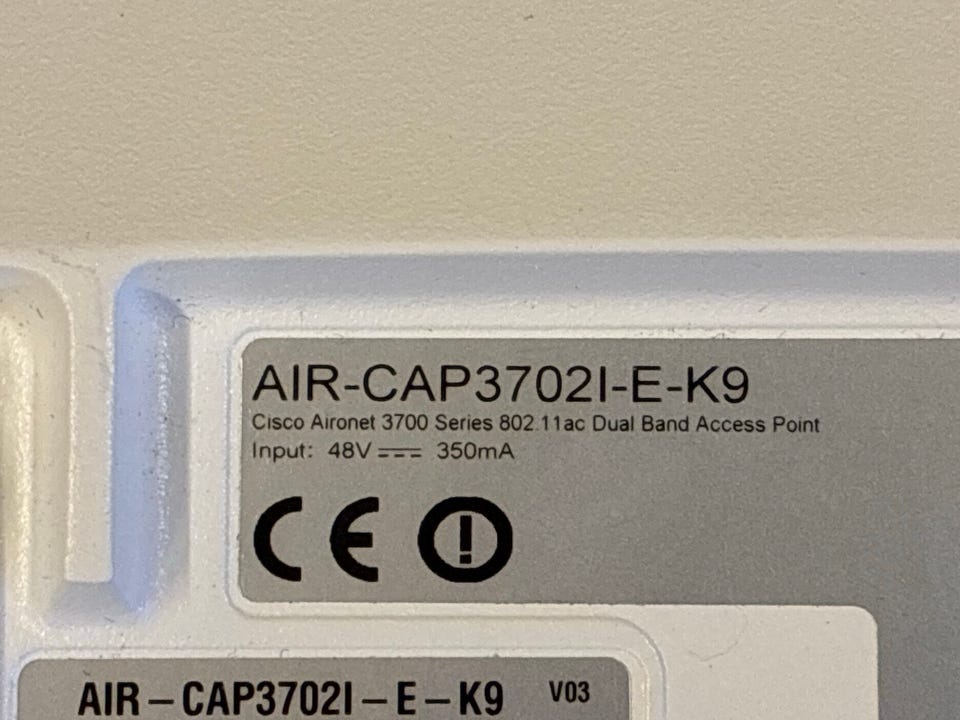 AIR-CAP3702I-E-K9
Cisco Aironet 3700 Series 802.11ac Dual Band Access Point
Input: 48V ⎓ 350mA
CE
AIR-CAP3702I-E-K9 V03